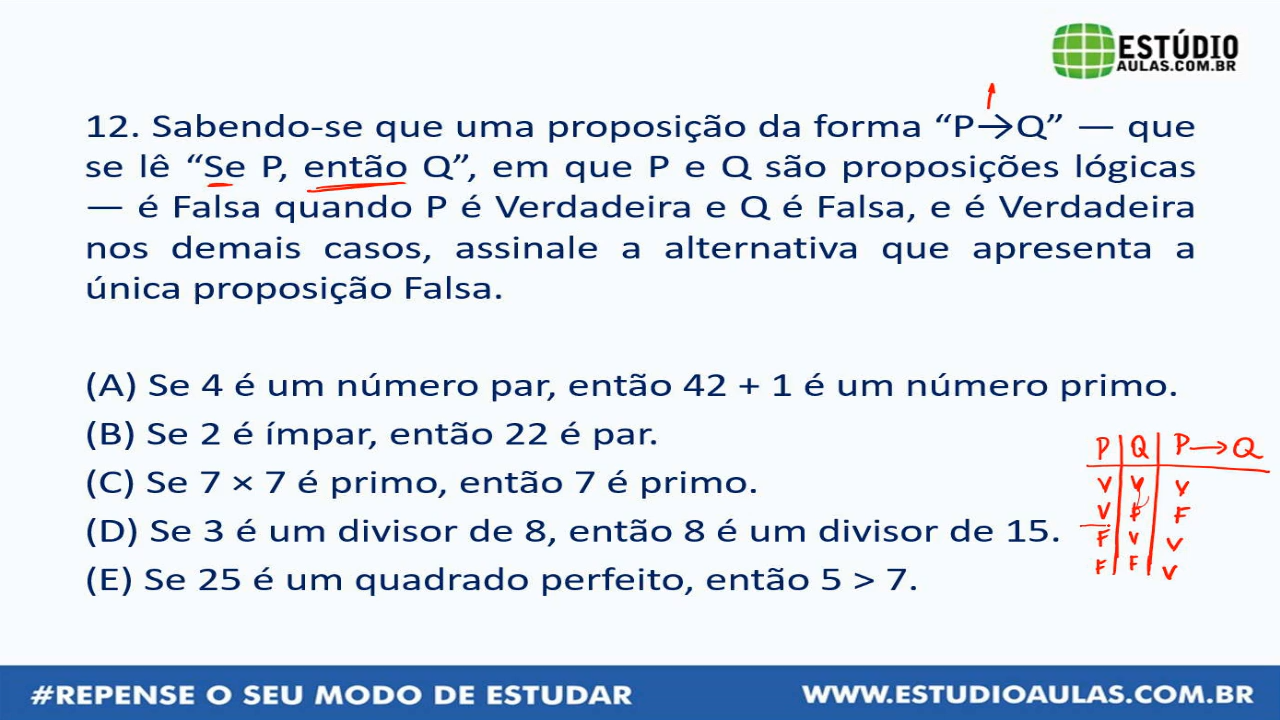 ESTÚDIO
AULAS.COM.BR
12. Sabendo-se que uma proposição da forma “P→Q” — que
se lê “Se P, então Q”, em que P e Q são proposições lógicas
— é Falsa quando P é Verdadeira e Q é Falsa, e é Verdadeira
nos demais casos, assinale a alternativa que apresenta a
única proposição Falsa.
(A) Se 4 é um número par, então 42 + 1 é um número primo.
(B) Se 2 é ímpar, então 22 é par.
(C) Se 7 × 7 é primo, então 7 é primo.
(D) Se 3 é um divisor de 8, então 8 é um divisor de 15.
(E) Se 25 é um quadrado perfeito, então 5 > 7.
P Q P→Q
V V V
V F F
F V V
F F V
#REPENSE O SEU MODO DE ESTUDAR
WWW.ESTUDIOAULAS.COM.BR